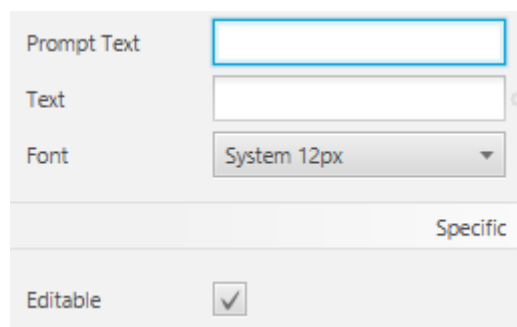 Prompt Text
Text
Font System 12px
Specific
Editable